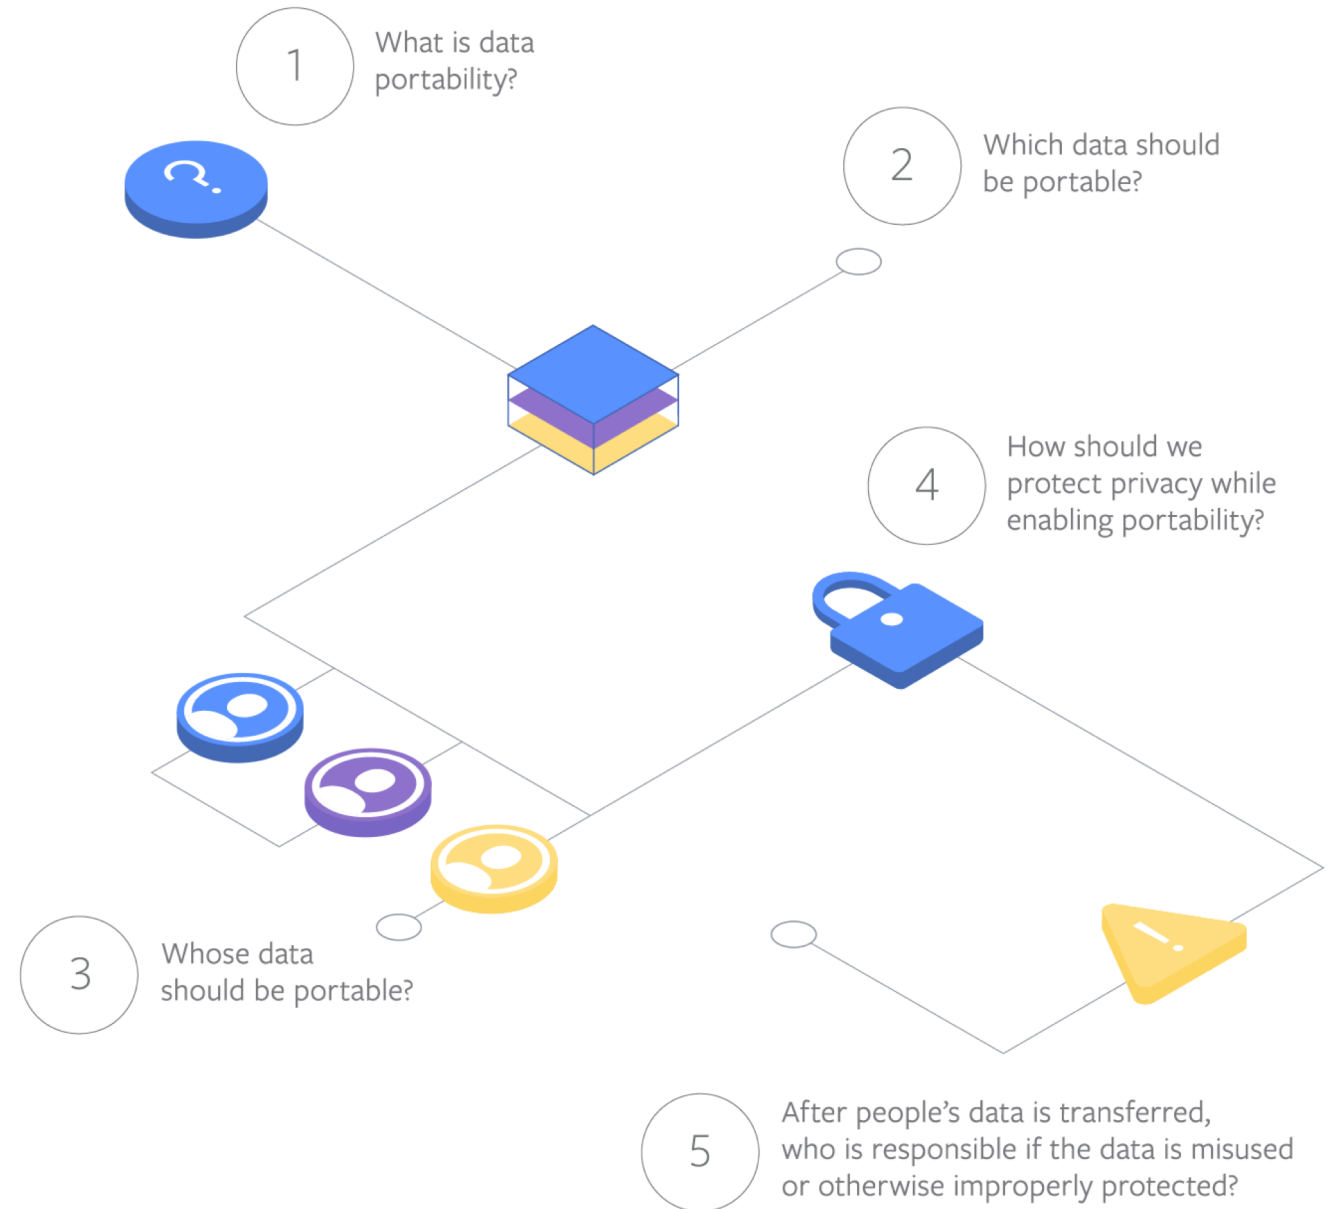 1
What is data
portability?
2
Which data should
be portable?
?
4
How should we
protect privacy while
enabling portability?
3
Whose data
should be portable?
!
5
After people’s data is transferred,
who is responsible if the data is misused
or otherwise improperly protected?